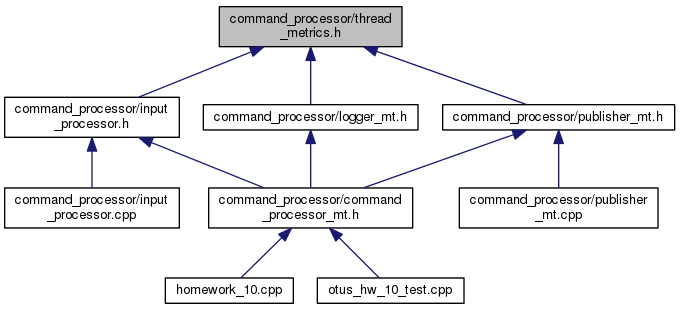 command_processor/thread
_metrics.h
command_processor/input
_processor.h
command_processor/logger_mt.h
command_processor/publisher_mt.h
command_processor/input
_processor.cpp
command_processor/command
_processor_mt.h
command_processor/publisher
_mt.cpp
homework_10.cpp
otus_hw_10_test.cpp